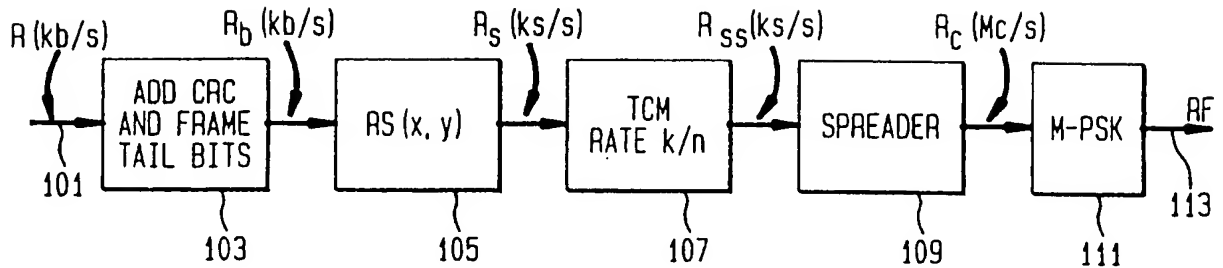 R (kb/s)
R_b (kb/s)
R_s (ks/s)
R_ss (ks/s)
R_c (Mc/s)
ADD CRC
AND FRAME
TAIL BITS
RS (x, y)
TCM
RATE k/n
SPREADER
M-PSK
RF
101
103
105
107
109
111
113